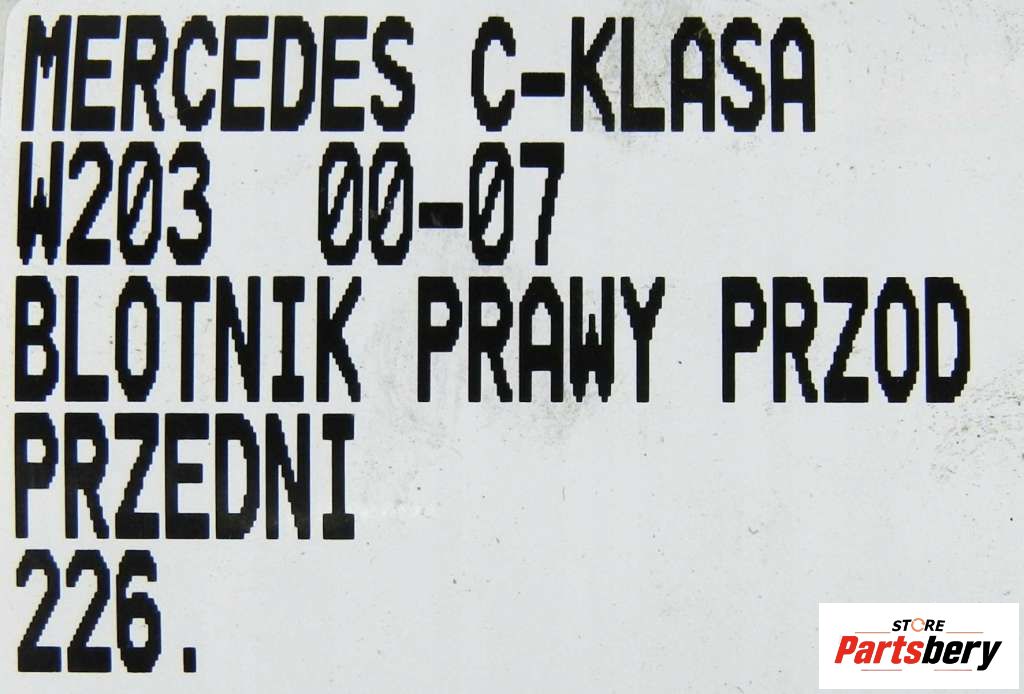 MERCEDES C-KLASA
W203 00-07
BLOTNIK PRAWY PRZOD
PRZEDNI
226.
STORE
Partsbery